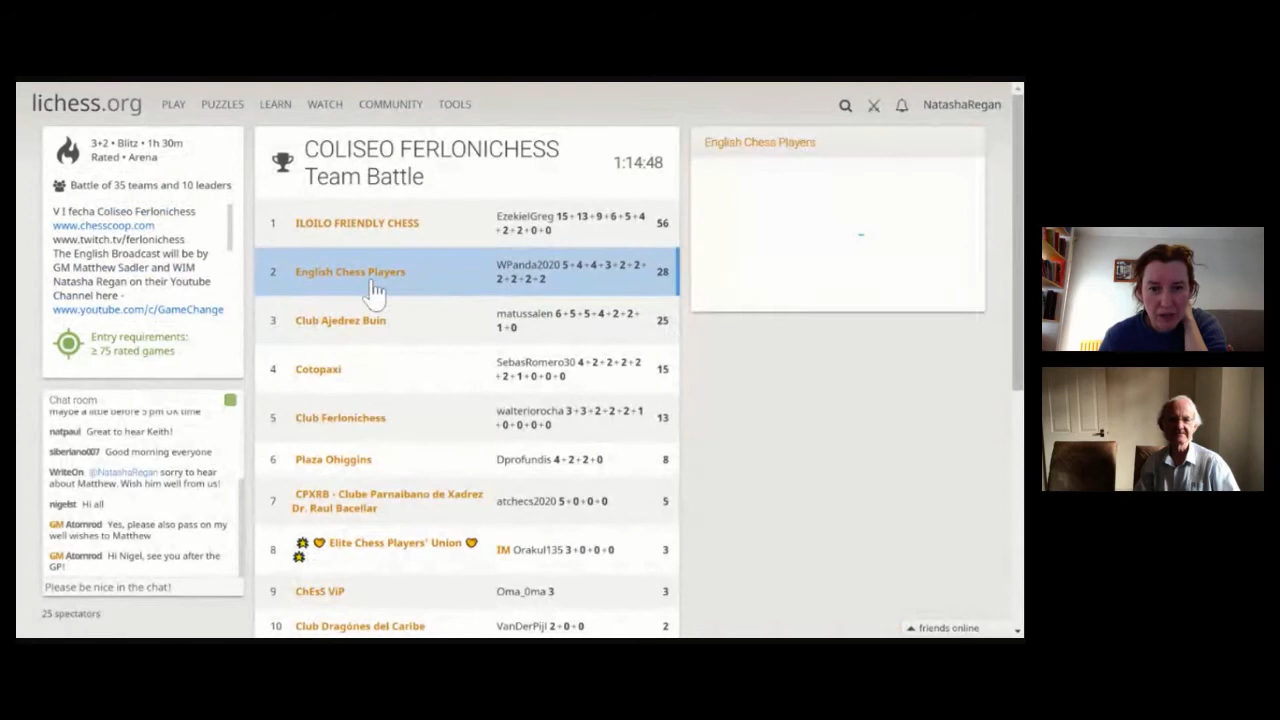 lichess.org PLAY PUZZLES LEARN WATCH COMMUNITY TOOLS NatashaRegan
3+2 • Blitz • 1h 30m
Rated • Arena
Battle of 35 teams and 10 leaders
V I fecha Coliseo Ferlonichess
www.chesscoop.com
www.twitch.tv/ferlonichess
The English Broadcast will be by
GM Matthew Sadler and WIM
Natasha Regan on their Youtube
Channel here -
www.youtube.com/c/GameChange
Entry requirements:
≥ 75 rated games
Chat room
maybe a little before 5 pm UK time
natpaul Great to hear Keith!
siberiano007 Good morning everyone
WriteOn @NatashaRegan sorry to hear
about Matthew. Wish him well from us!
nigelst Hi all
GM Atomrod Yes, please also pass on my
well wishes to Matthew
GM Atomrod Hi Nigel, see you after the
GP!
Please be nice in the chat!
25 spectators
COLISEO FERLONICHESS
Team Battle
1:14:48
1 ILOILO FRIENDLY CHESS EzekielGreg 15+13+9+6+5+4
+2+2+0+0 56
2 English Chess Players WPanda2020 5+4+4+3+2+2+
2+2+2+2 28
3 Club Ajedrez Buin matussalen 6+5+5+4+2+2+
1+0 25
4 Cotopaxi SebasRomero30 4+2+2+2+2
+2+1+0+0+0 15
5 Club Ferlonichess walteriorocha 3+3+2+2+2+1
+0+0+0+0 13
6 Plaza Ohiggins Dprofundis 4+2+2+0 8
7 CPXRB - Clube Parnaibano de Xadrez
Dr. Raul Bacellar atchecs2020 5+0+0+0 5
8 Elite Chess Players' Union IM Orakul135 3+0+0+0 3
9 ChEsS ViP Oma_0ma 3 3
10 Club Dragónes del Caribe VanDerPijl 2+0+0 2
English Chess Players
friends online